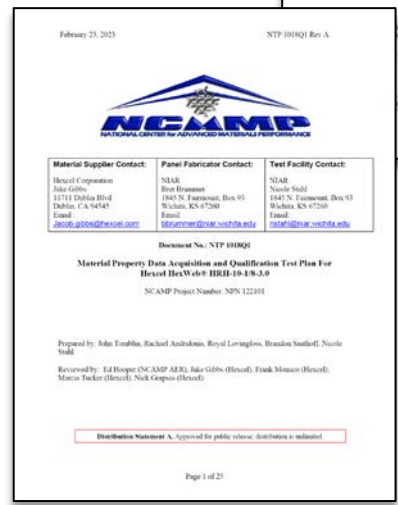 February 23, 2023 NTP 1018Q1 Rev A
NCAMP
NATIONAL CENTER for ADVANCED MATERIALS PERFORMANCE
Material Supplier Contact: Panel Fabricator Contact: Test Facility Contact:
Hexcel Corporation NIAR NIAR
Jake Gibbs Bret Brummer Nicole Stahl
11711 Dublin Blvd 1845 N. Fairmount, Box 93 1845 N. Fairmount, Box 93
Dublin, CA 94545 Wichita, KS 67260 Wichita, KS 67260
Email: Email: Email:
Jacob.gibbs@hexcel.com bbrummer@niar.wichita.edu nstahl@niar.wichita.edu
Document No.: NTP 1018Q1
Material Property Data Acquisition and Qualification Test Plan For
Hexcel HexWeb® HRH-10-1/8-3.0
NCAMP Project Number: NPN 122101
Prepared by: John Tomblin, Rachael Andrulonis, Royal Lovingfoss, Brandon Saathoff, Nicole
Stahl
Reviewed by: Ed Hooper (NCAMP AER), Jake Gibbs (Hexcel), Frank Monaco (Hexcel),
Marcia Tucker (Hexcel), Nick Grapsas (Hexcel)
Distribution Statement A. Approved for public release; distribution is unlimited.
Page 1 of 25